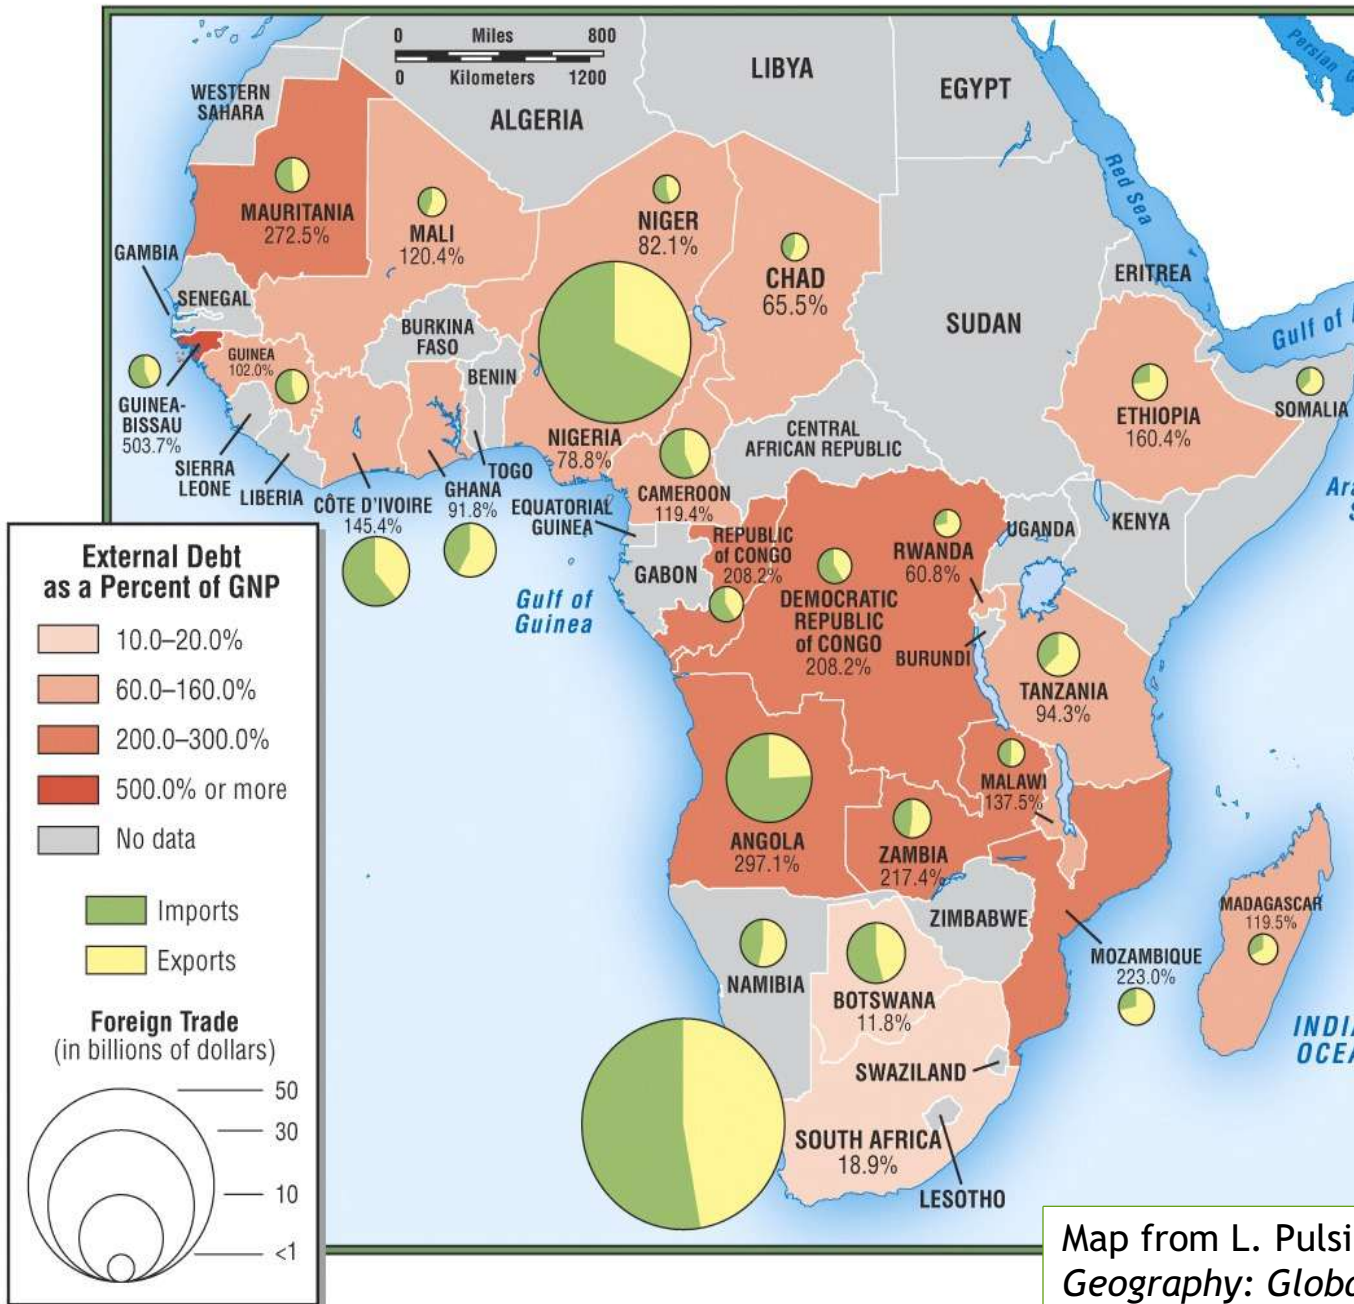 0 Miles 800
0 Kilometers 1200
WESTERN
SAHARA
ALGERIA
LIBYA
EGYPT
Persian G
Red Sea
MAURITANIA
272.5%
MALI
120.4%
NIGER
82.1%
CHAD
65.5%
SUDAN
ERITREA
Gulf of
GAMBIA
SENEGAL
BURKINA
FASO
BENIN
GUINEA
102.0%
GUINEA-
BISSAU
503.7%
SIERRA
LEONE
LIBERIA
CÔTE D'IVOIRE
145.4%
GHANA
91.8%
TOGO
NIGERIA
78.8%
CAMEROON
119.4%
CENTRAL
AFRICAN REPUBLIC
ETHIOPIA
160.4%
SOMALIA
Ara
S
EQUATORIAL
GUINEA
GABON
REPUBLIC
of CONGO
208.2%
DEMOCRATIC
REPUBLIC
of CONGO
208.2%
RWANDA
60.8%
UGANDA
KENYA
BURUNDI
TANZANIA
94.3%
Gulf of
Guinea
ANGOLA
297.1%
ZAMBIA
217.4%
MALAWI
137.5%
ZIMBABWE
MOZAMBIQUE
223.0%
MADAGASCAR
119.5%
NAMIBIA
BOTSWANA
11.8%
SWAZILAND
SOUTH AFRICA
18.9%
LESOTHO
INDIA
OCEA
External Debt
as a Percent of GNP
10.0–20.0%
60.0–160.0%
200.0–300.0%
500.0% or more
No data
Imports
Exports
Foreign Trade
(in billions of dollars)
50
30
10
<1
Map from L. Pulsi
Geography: Globa